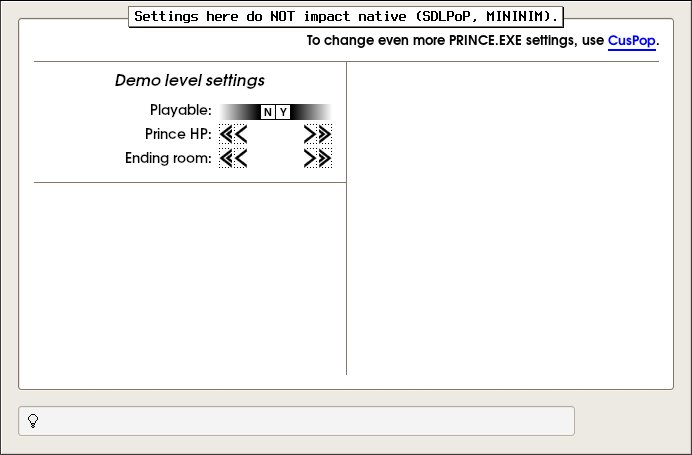 Settings here do NOT impact native (SDLPoP, MININIM).
To change even more PRINCE.EXE settings, use CusPop.
Demo level settings
Playable: N Y
Prince HP:
Ending room: